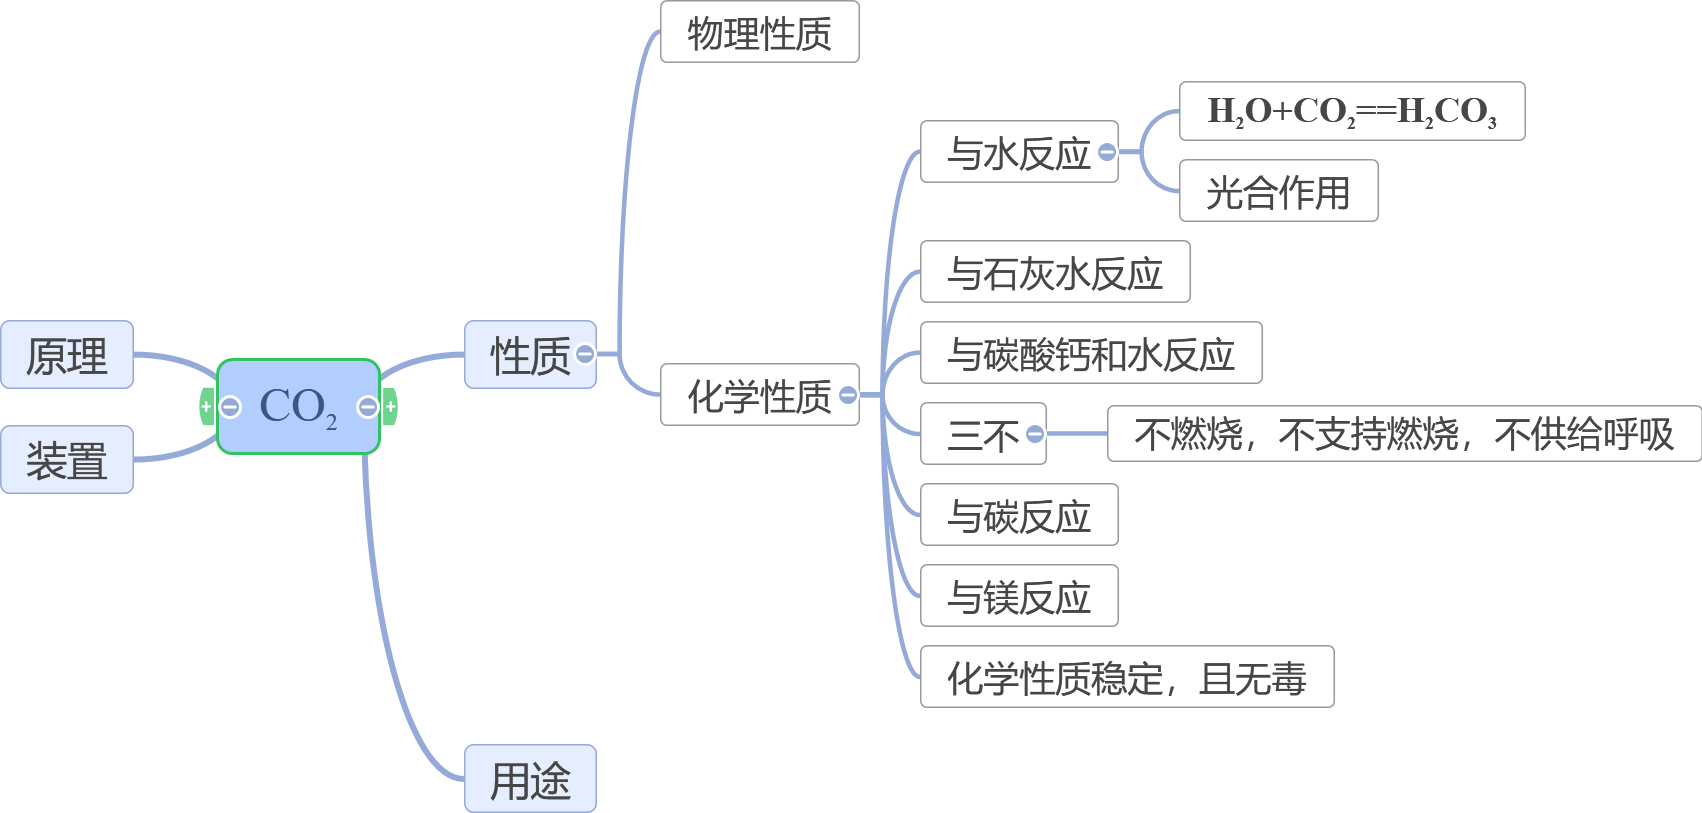 物理性质
H₂O+CO₂==H₂CO₃
与水反应
光合作用
与石灰水反应
原理
性质
与碳酸钙和水反应
CO₂
化学性质
三不
不燃烧，不支持燃烧，不供给呼吸
装置
与碳反应
与镁反应
化学性质稳定，且无毒
用途